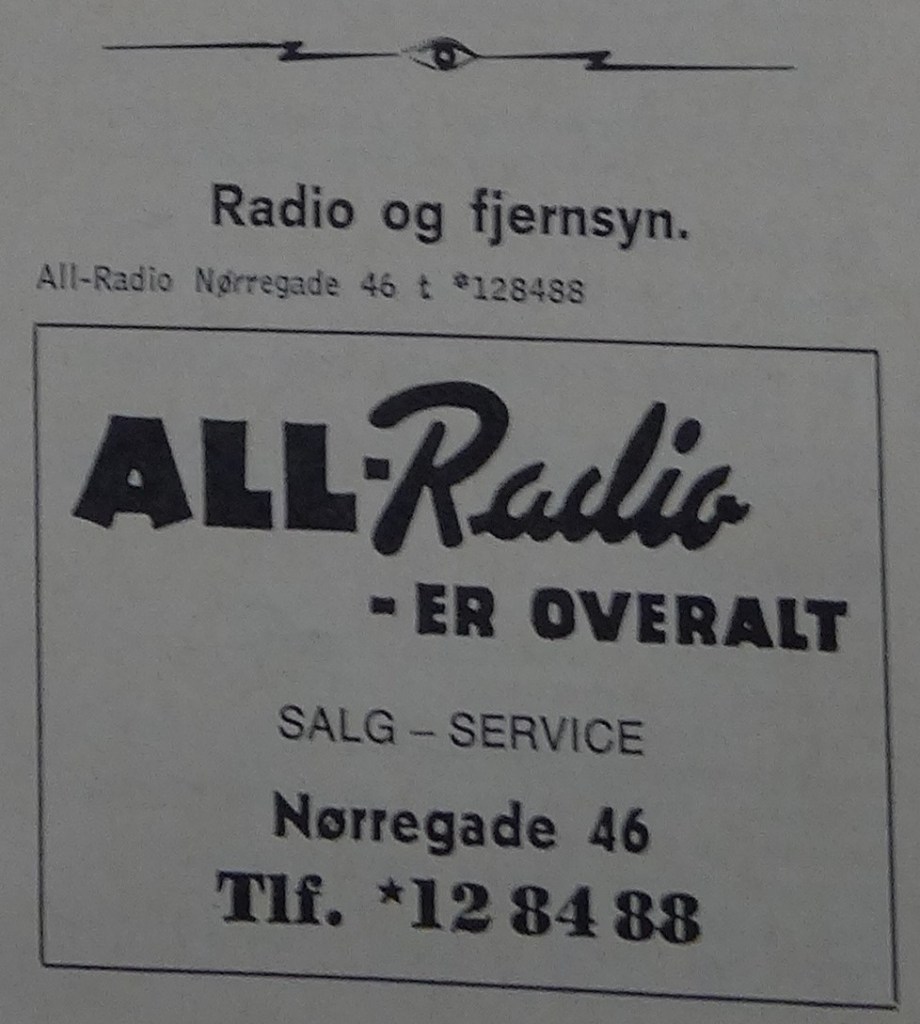 Radio og fjernsyn.
All-Radio Nørregade 46 t *128488
ALL-Radio
- ER OVERALT
SALG – SERVICE
Nørregade 46
Tlf. *12 84 88